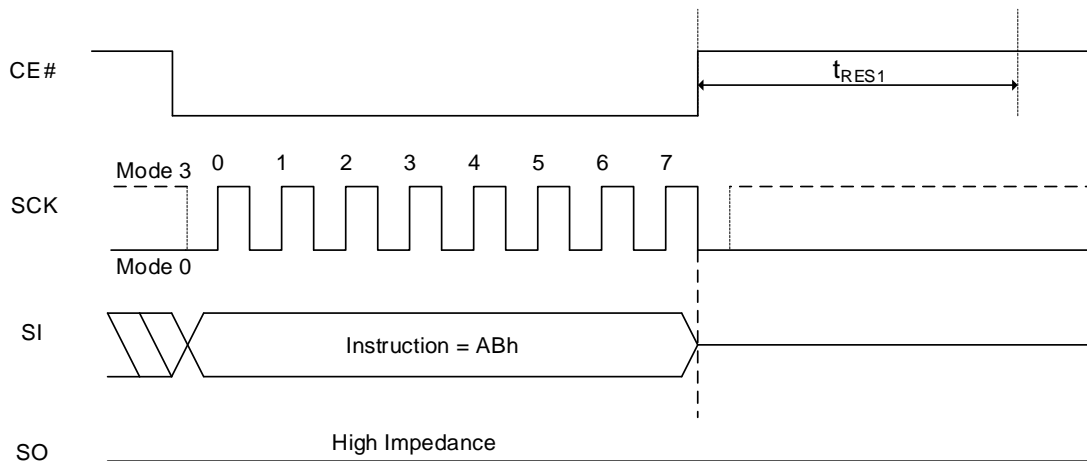 CE#
tRES1
Mode 3
0 1 2 3 4 5 6 7
SCK
Mode 0
SI
Instruction = ABh
High Impedance
SO